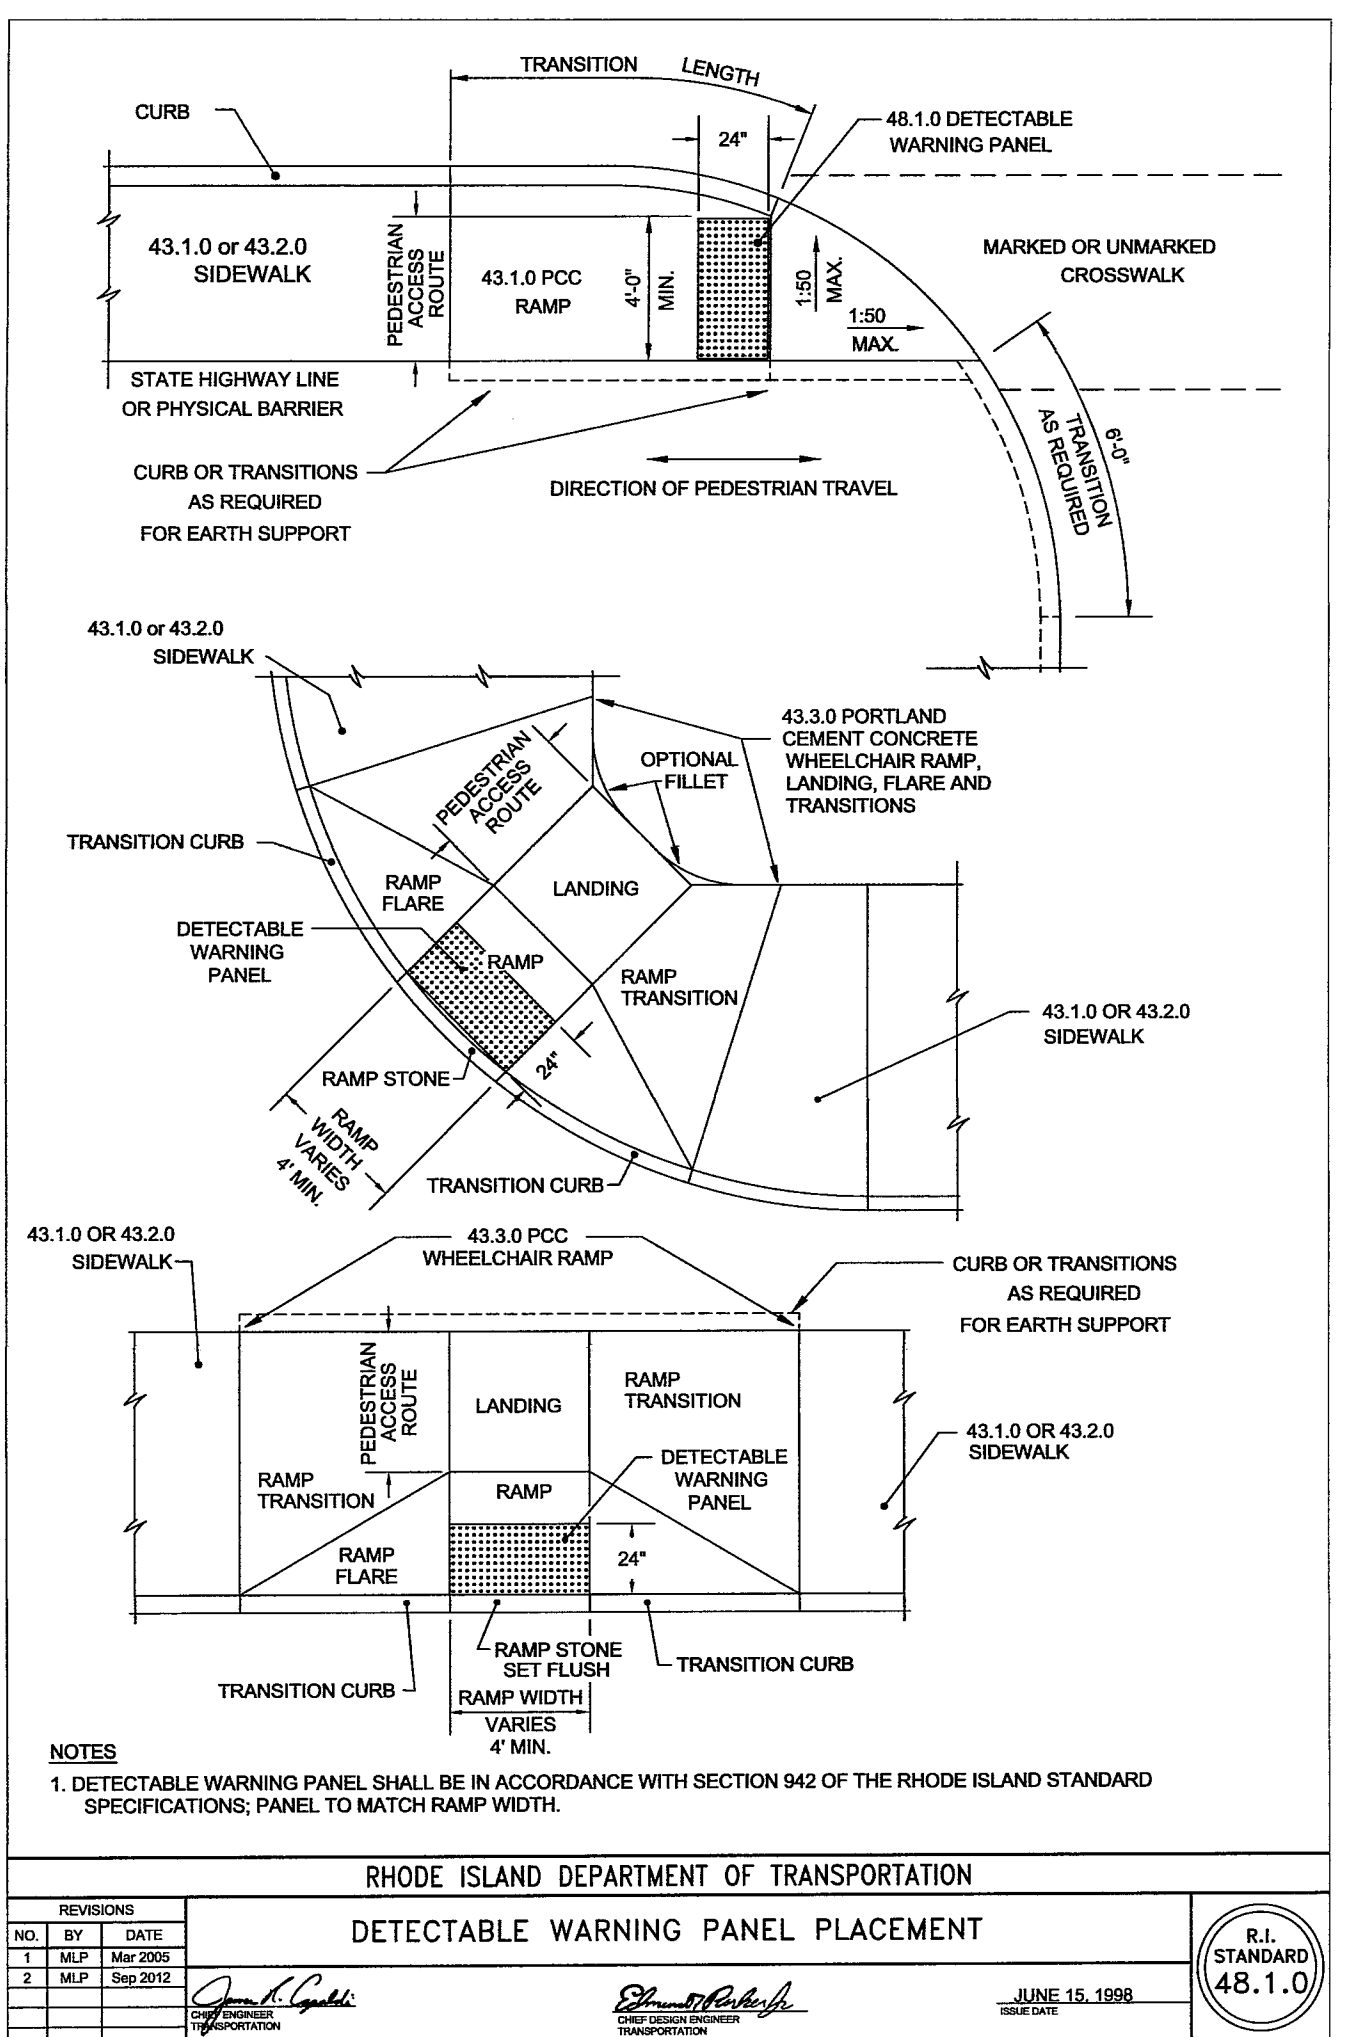 TRANSITION LENGTH
CURB
24"
48.1.0 DETECTABLE
WARNING PANEL
43.1.0 or 43.2.0
SIDEWALK
PEDESTRIAN
ACCESS
ROUTE
43.1.0 PCC
RAMP
4'-0"
MIN.
1:50
MAX.
1:50
MAX.
MARKED OR UNMARKED
CROSSWALK
STATE HIGHWAY LINE
OR PHYSICAL BARRIER
CURB OR TRANSITIONS
AS REQUIRED
FOR EARTH SUPPORT
DIRECTION OF PEDESTRIAN TRAVEL
6'-0"
TRANSITION
AS REQUIRED
43.1.0 or 43.2.0
SIDEWALK
PEDESTRIAN
ACCESS
ROUTE
OPTIONAL
FILLET
43.3.0 PORTLAND
CEMENT CONCRETE
WHEELCHAIR RAMP,
LANDING, FLARE AND
TRANSITIONS
TRANSITION CURB
RAMP
FLARE
LANDING
DETECTABLE
WARNING
PANEL
RAMP
RAMP
TRANSITION
43.1.0 OR 43.2.0
SIDEWALK
RAMP STONE
24"
RAMP
WIDTH
VARIES
4' MIN.
TRANSITION CURB
43.1.0 OR 43.2.0
SIDEWALK
43.3.0 PCC
WHEELCHAIR RAMP
CURB OR TRANSITIONS
AS REQUIRED
FOR EARTH SUPPORT
PEDESTRIAN
ACCESS
ROUTE
LANDING
RAMP
TRANSITION
43.1.0 OR 43.2.0
SIDEWALK
DETECTABLE
WARNING
PANEL
RAMP
TRANSITION
RAMP
RAMP
FLARE
24"
RAMP STONE
SET FLUSH
TRANSITION CURB
TRANSITION CURB
RAMP WIDTH
VARIES
4' MIN.
NOTES
1. DETECTABLE WARNING PANEL SHALL BE IN ACCORDANCE WITH SECTION 942 OF THE RHODE ISLAND STANDARD
SPECIFICATIONS; PANEL TO MATCH RAMP WIDTH.
RHODE ISLAND DEPARTMENT OF TRANSPORTATION
REVISIONS
NO. BY DATE
1 MLP Mar 2005
2 MLP Sep 2012
DETECTABLE WARNING PANEL PLACEMENT
CHIEF ENGINEER
TRANSPORTATION
CHIEF DESIGN ENGINEER
TRANSPORTATION
JUNE 15, 1998
ISSUE DATE
R.I.
STANDARD
48.1.0